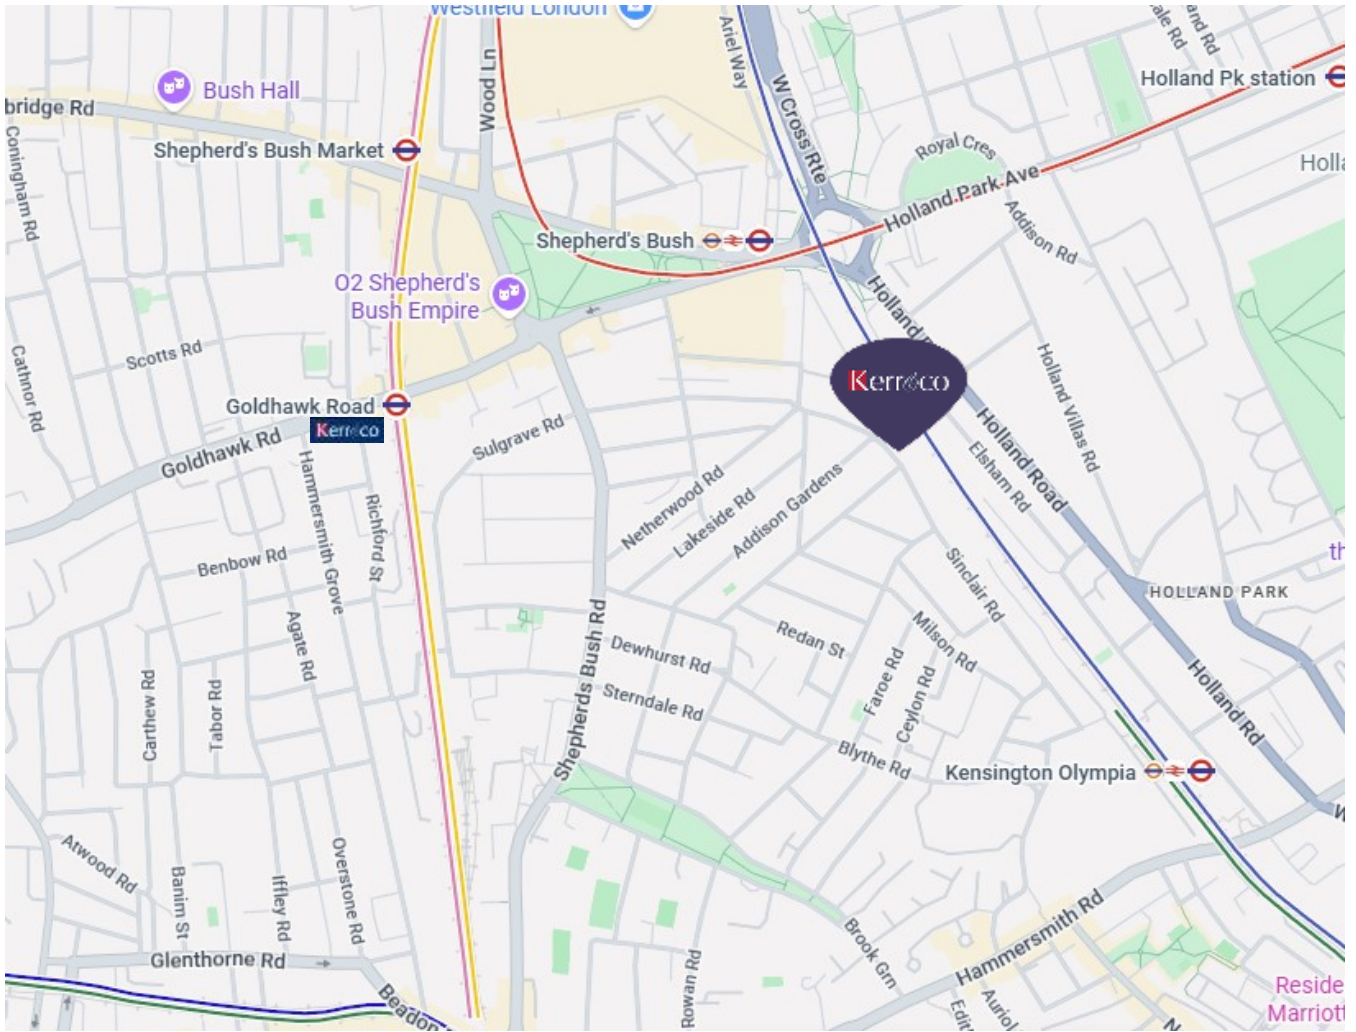 Westfield London
Ariel Way
Wood Ln
W Cross Rte
Holland Pk station
Bush Hall
bridge Rd
Coningham Rd
Shepherd's Bush Market
Royal Cres
Holla
Holland Park Ave
Addison Rd
Shepherd's Bush
O2 Shepherd's
Bush Empire
Scotts Rd
Cathnor Rd
Holland Villas Rd
Kerr&co
Goldhawk Road
Kerr&co
Goldhawk Rd
Sulgrave Rd
Holland Road
Elsham Rd
Netherwood Rd
Lakeside Rd
Addison Gardens
Hammersmith Grove
Richford St
Benbow Rd
Sinclair Rd
HOLLAND PARK
th
Agate Rd
Shepherds Bush Rd
Dewhurst Rd
Redan St
Milson Rd
Faroe Rd
Ceylon Rd
Carthew Rd
Tabor Rd
Sterndale Rd
Holland Rd
Blythe Rd
Kensington Olympia
W
Atwood Rd
Banim St
Iffley Rd
Overstone Rd
Brook Grn
Hammersmith Rd
Glenthorne Rd
Rowan Rd
Beadon
Edit
Auriol
N
Reside
Marriott